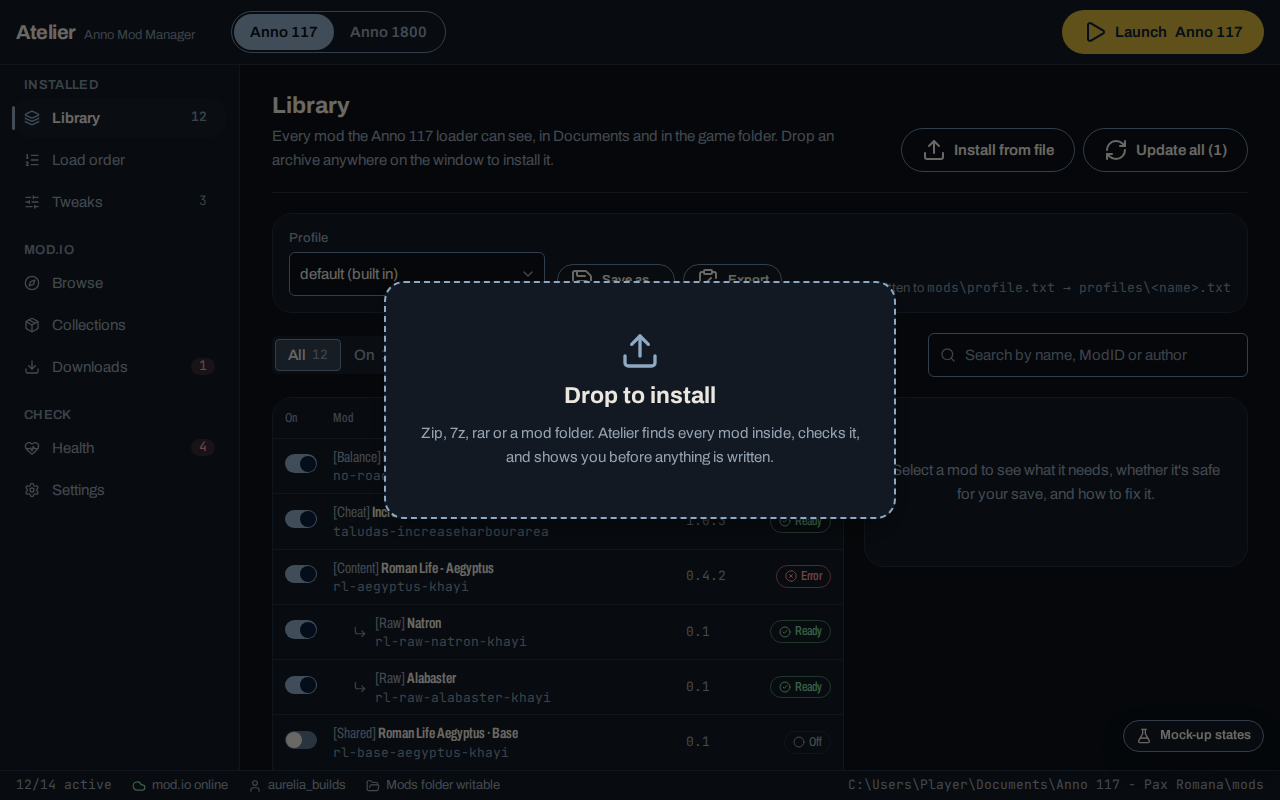 Atelier Anno Mod Manager
Anno 117
Anno 1800
Launch Anno 117
INSTALLED
Library 12
Load order
Tweaks 3
MOD.IO
Browse
Collections
Downloads 1
CHECK
Health 4
Settings
Library
Every mod the Anno 117 loader can see, in Documents and in the game folder. Drop an
archive anywhere on the window to install it.
Install from file
Update all (1)
Profile
default (built in)
Save as
Export
to mods\profile.txt → profiles\<name>.txt
All 12
On
Search by name, ModID or author
Drop to install
Zip, 7z, rar or a mod folder. Atelier finds every mod inside, checks it,
and shows you before anything is written.
On Mod
[Balance]
[Cheat]
Ready
taludas-increaseharbourarea
[Content] Roman Life - Aegyptus
rl-aegyptus-khayi
0.4.2
Error
[Raw] Natron
rl-raw-natron-khayi
0.1
Ready
[Raw] Alabaster
rl-raw-alabaster-khayi
0.1
Ready
[Shared] Roman Life Aegyptus · Base
rl-base-aegyptus-khayi
0.1
Off
Select a mod to see what it needs, whether it's safe
for your save, and how to fix it.
Mock-up states
12/14 active
mod.io online
aurelia_builds
Mods folder writable
C:\Users\Player\Documents\Anno 117 - Pax Romana\mods